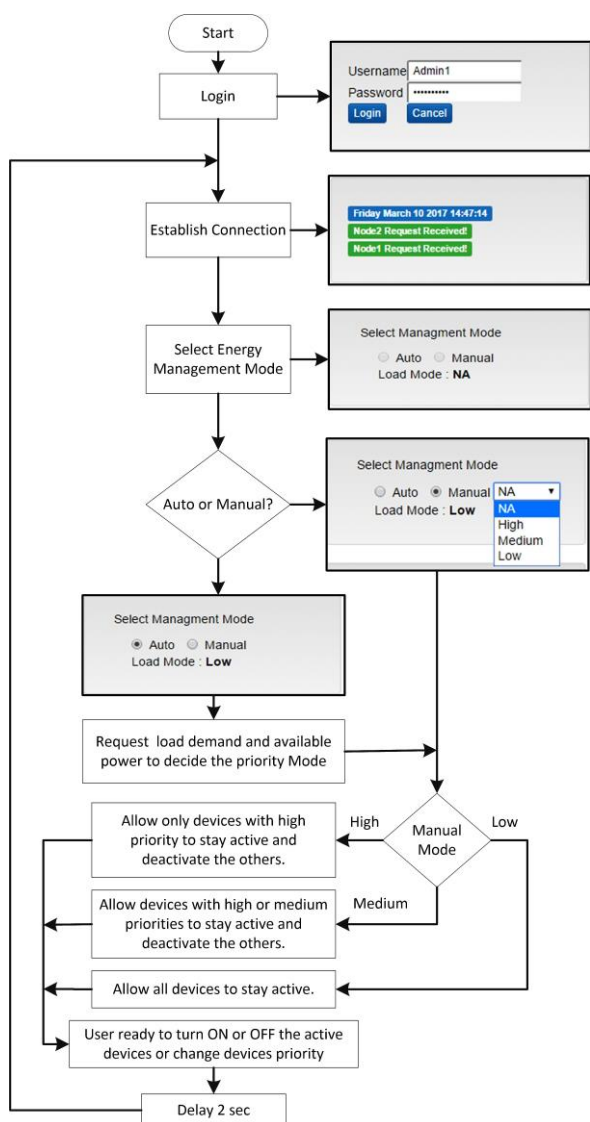 Start
Login
Username Admin1
Password ••••••••••
Login Cancel
Establish Connection
Friday March 10 2017 14:47:14
Node2 Request Received!
Node1 Request Received!
Select Energy
Management Mode
Select Managment Mode
Auto Manual
Load Mode : NA
Auto or Manual?
Select Managment Mode
Auto Manual NA
Load Mode : Low
NA
High
Medium
Low
Select Managment Mode
Auto Manual
Load Mode : Low
Request load demand and available
power to decide the priority Mode
Manual
Mode
High
Low
Medium
Allow only devices with high
priority to stay active and
deactivate the others.
Allow devices with high or medium
priorities to stay active and
deactivate the others.
Allow all devices to stay active.
User ready to turn ON or OFF the active
devices or change devices priority
Delay 2 sec